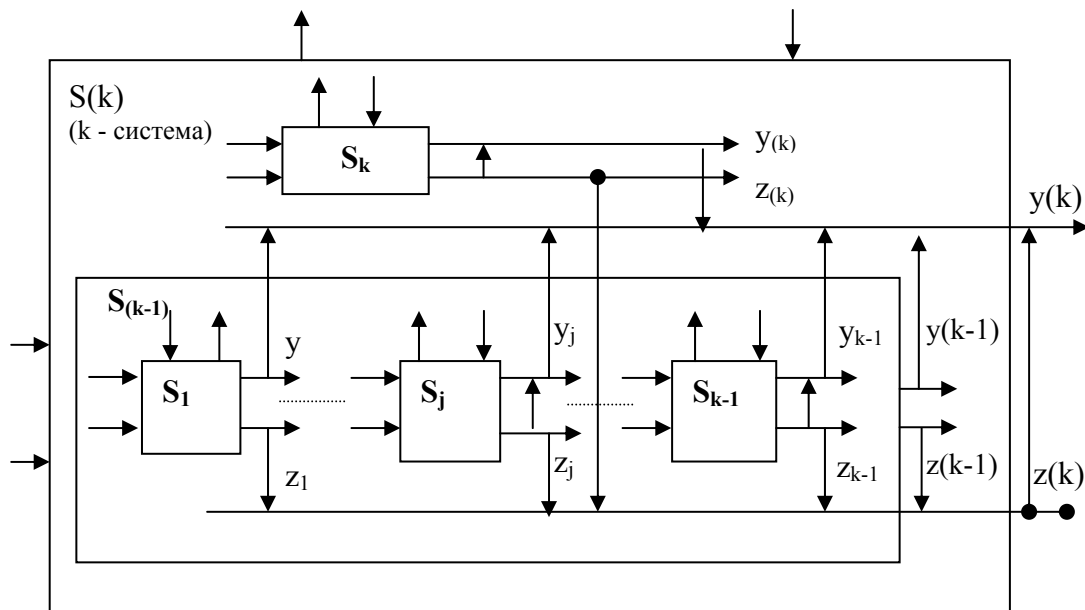 S(k)
(k - система)
S_k
y_(k)
z_(k)
y(k)
S_(k-1)
y
y_j
y_k-1
y(k-1)
S_1
S_j
S_k-1
z_1
z_j
z_k-1
z(k-1)
z(k)